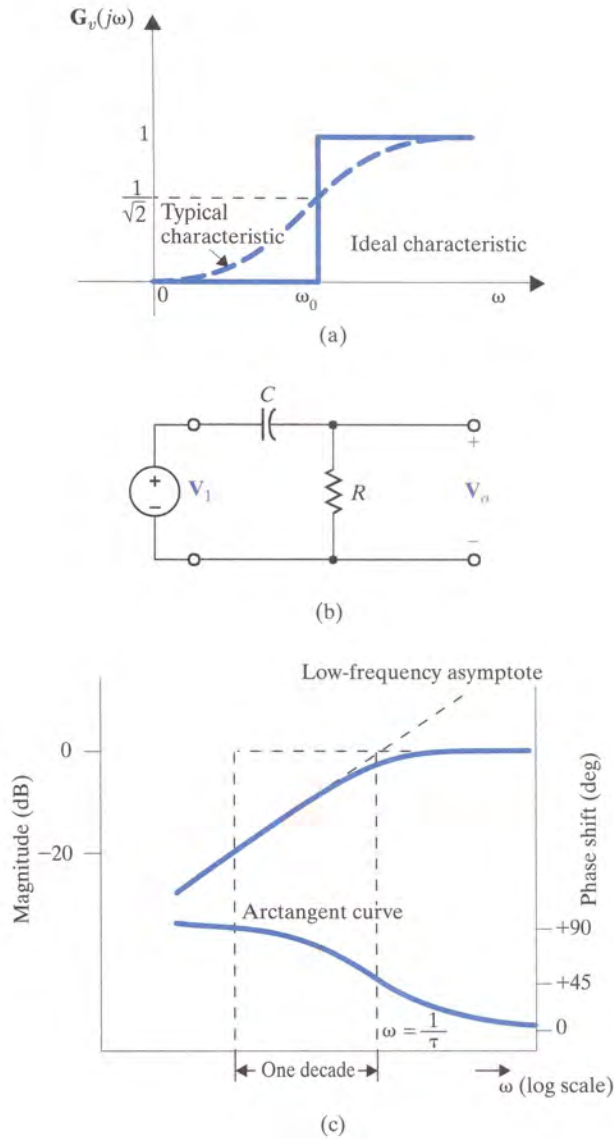 G_v(jω)
1
1/√2
Typical
characteristic
Ideal characteristic
0
ω_0
ω
(a)
C
+
−
V_1
R
+
V_o
−
(b)
Low-frequency asymptote
0
−20
Magnitude (dB)
Phase shift (deg)
Arctangent curve
+90
+45
0
ω = 1/τ
One decade
ω (log scale)
(c)